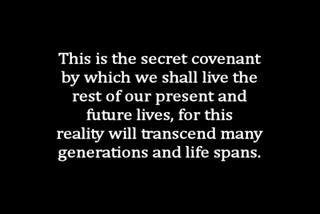 This is the secret covenant
by which we shall live the
rest of our present and
future lives, for this
reality will transcend many
generations and life spans.